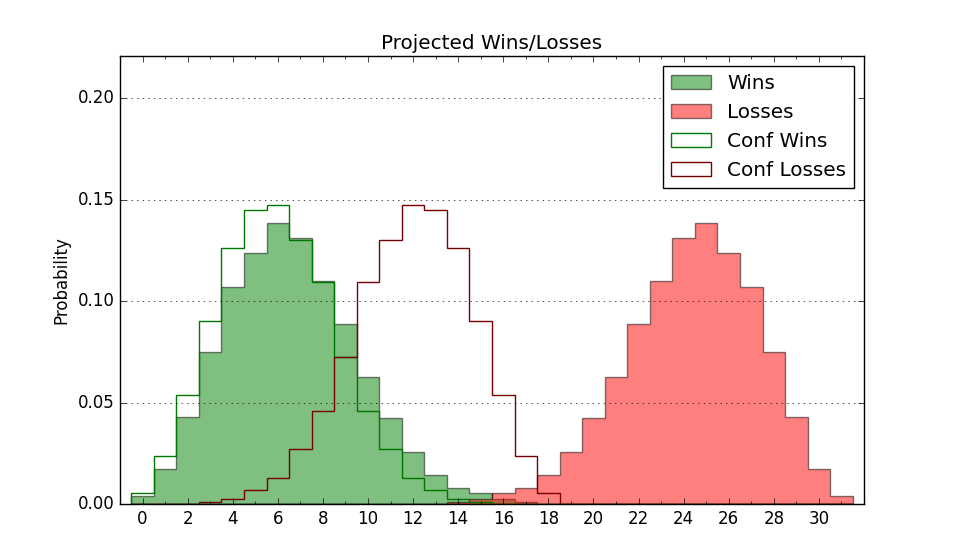 Projected Wins/Losses
Wins
Losses
Conf Wins
Conf Losses
Probability
0.20
0.15
0.10
0.05
0.00
0 2 4 6 8 10 12 14 16 18 20 22 24 26 28 30